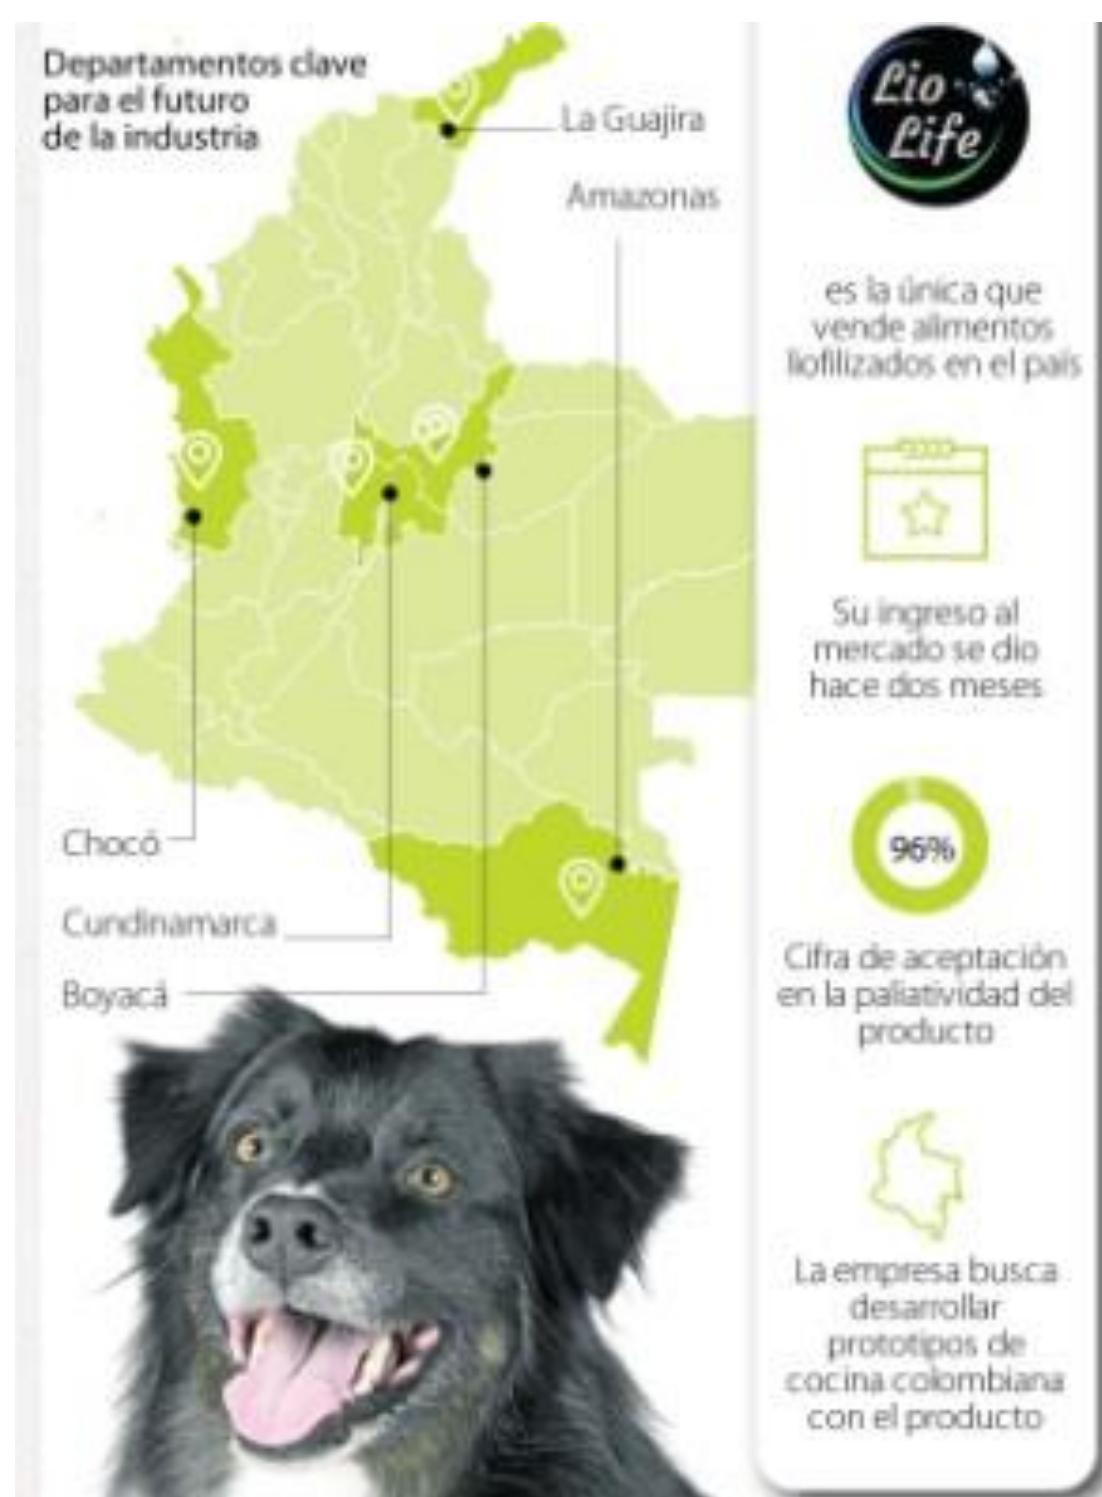 Departamentos clave
para el futuro
de la industria
La Guajira
Amazonas
Chocó
Cundinamarca
Boyacá
Lio
Life
es la única que
vende alimentos
liofilizados en el país
Su ingreso al
mercado se dio
hace dos meses
96%
Cifra de aceptación
en la paliatividad del
producto
La empresa busca
desarrollar
prototipos de
cocina colombiana
con el producto